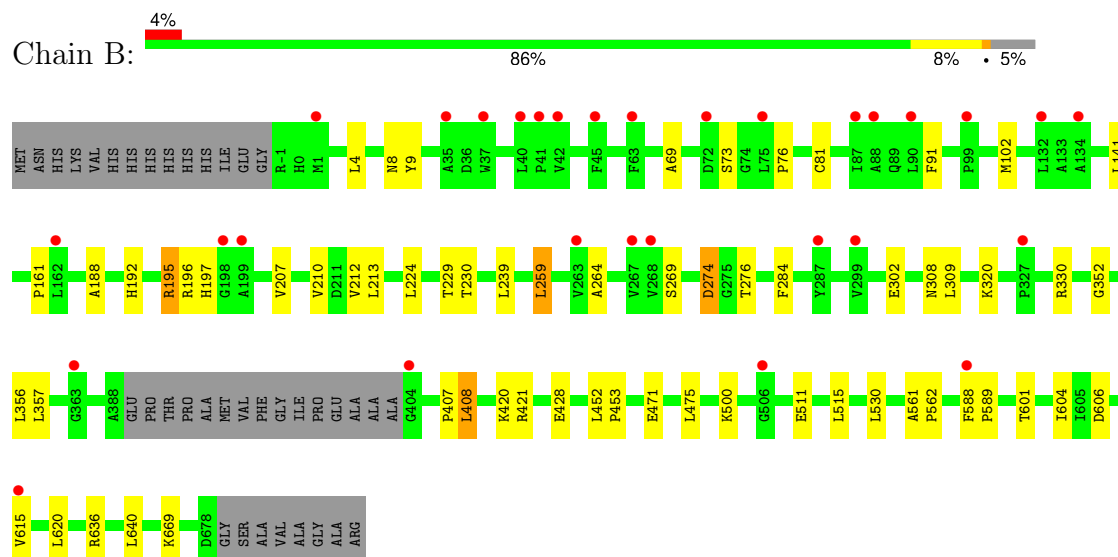 4%
Chain B:
86% 8% • 5%
MET ASN HIS LYS VAL HIS HIS HIS HIS HIS HIS ILE GLU GLY R-1 H0 M1 L4 N8 Y9 A35 D36 W37 L40 P41 V42 F45 F63 A69 D72 S73 G74 L75 P76 C81 I87 A88 Q89 L90 F91 P99 M102 L132 A133 A134 L141
P161 L162 A188 H192 R195 R196 H197 G198 A199 V207 V210 D211 V212 L213 L224 T229 T230 L239 L259 V263 A264 V267 V268 S269 D274 G275 T276 F284 Y287 V299 E302 N308 L309 K320 P327 R330 G352
L356 L357 G363 A388 GLU PRO THR PRO ALA MET VAL PHE GLY ILE PRO GLU ALA ALA ALA G404 P407 L408 K420 R421 E428 L452 P453 E471 L475 K500 G506 E511 L515 L530 A561 P562 F588 P589 T601 I604 I605 D606
V615 L620 R636 L640 K669 D678 GLY SER ALA VAL ALA GLY ALA ARG